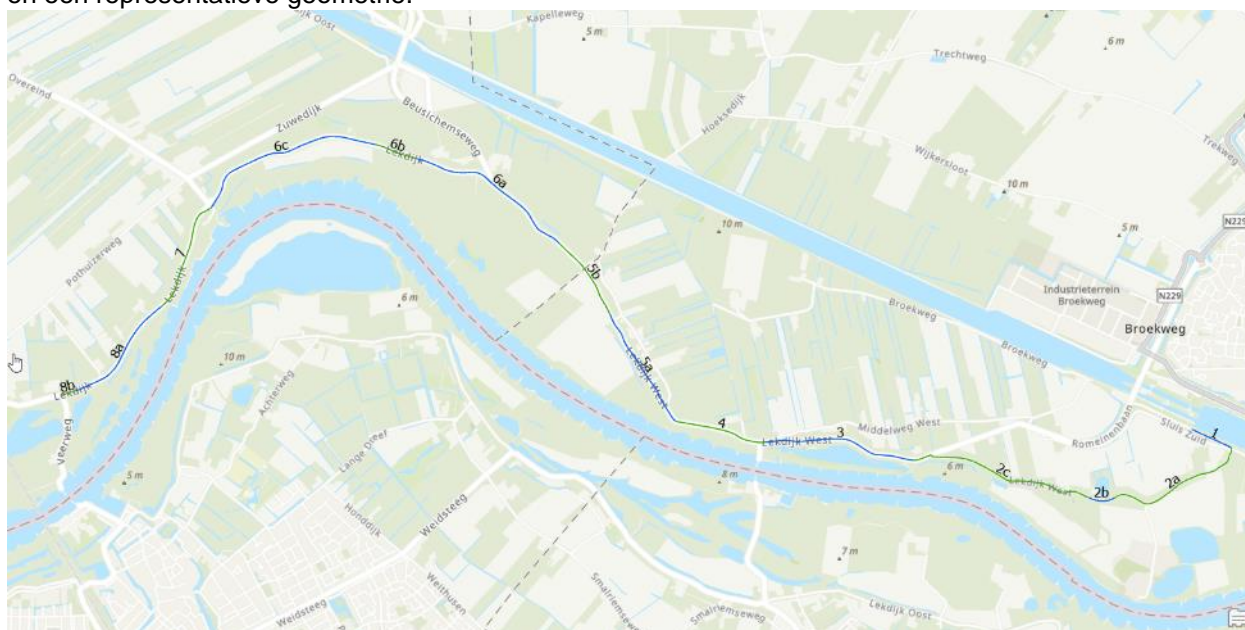 en een representatieve geometrie.
Lekdijk Oost
Kapelleweg
5 m
6 m
Trechtweg
Overeind
Zuwedijk
Beusichemseweg
Hoeksedijk
Wijkersloot
Trekweg
6c
6b
Lekdijk
6a
10 m
10 m
5 m
N229
Pothuizerweg
7
Lekdijk
5b
6 m
Industrieterrein
Broekweg
N229
Broekweg
Broekweg
Broekweg
8a
10 m
Achterweg
5a
Lekdijk West
8b
Lekdijk
Veerweg
Lange Dreef
4
3
Lekdijk West
Middelweg West
Romeinenbaan
Sluis Zuid
1
5 m
Honddijk
Weidsteeg
8 m
6 m
2c
Lekdijk West
2b
2a
7 m
Weithusen
Weidsteeg
Smalriemseweg
Smalriemseweg
Lekdijk Oost